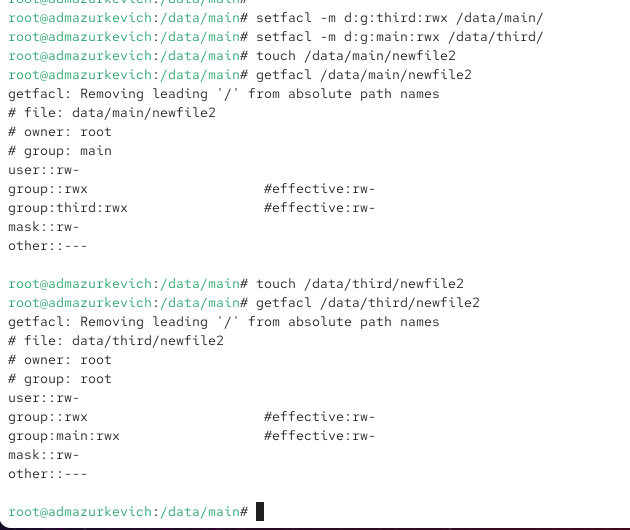 root@admazurkevich:/data/main#
root@admazurkevich:/data/main# setfacl -m d:g:third:rwx /data/main/
root@admazurkevich:/data/main# setfacl -m d:g:main:rwx /data/third/
root@admazurkevich:/data/main# touch /data/main/newfile2
root@admazurkevich:/data/main# getfacl /data/main/newfile2
getfacl: Removing leading '/' from absolute path names
# file: data/main/newfile2
# owner: root
# group: main
user::rw-
group::rwx #effective:rw-
group:third:rwx #effective:rw-
mask::rw-
other::---
root@admazurkevich:/data/main# touch /data/third/newfile2
root@admazurkevich:/data/main# getfacl /data/third/newfile2
getfacl: Removing leading '/' from absolute path names
# file: data/third/newfile2
# owner: root
# group: root
user::rw-
group::rwx #effective:rw-
group:main:rwx #effective:rw-
mask::rw-
other::---
root@admazurkevich:/data/main#